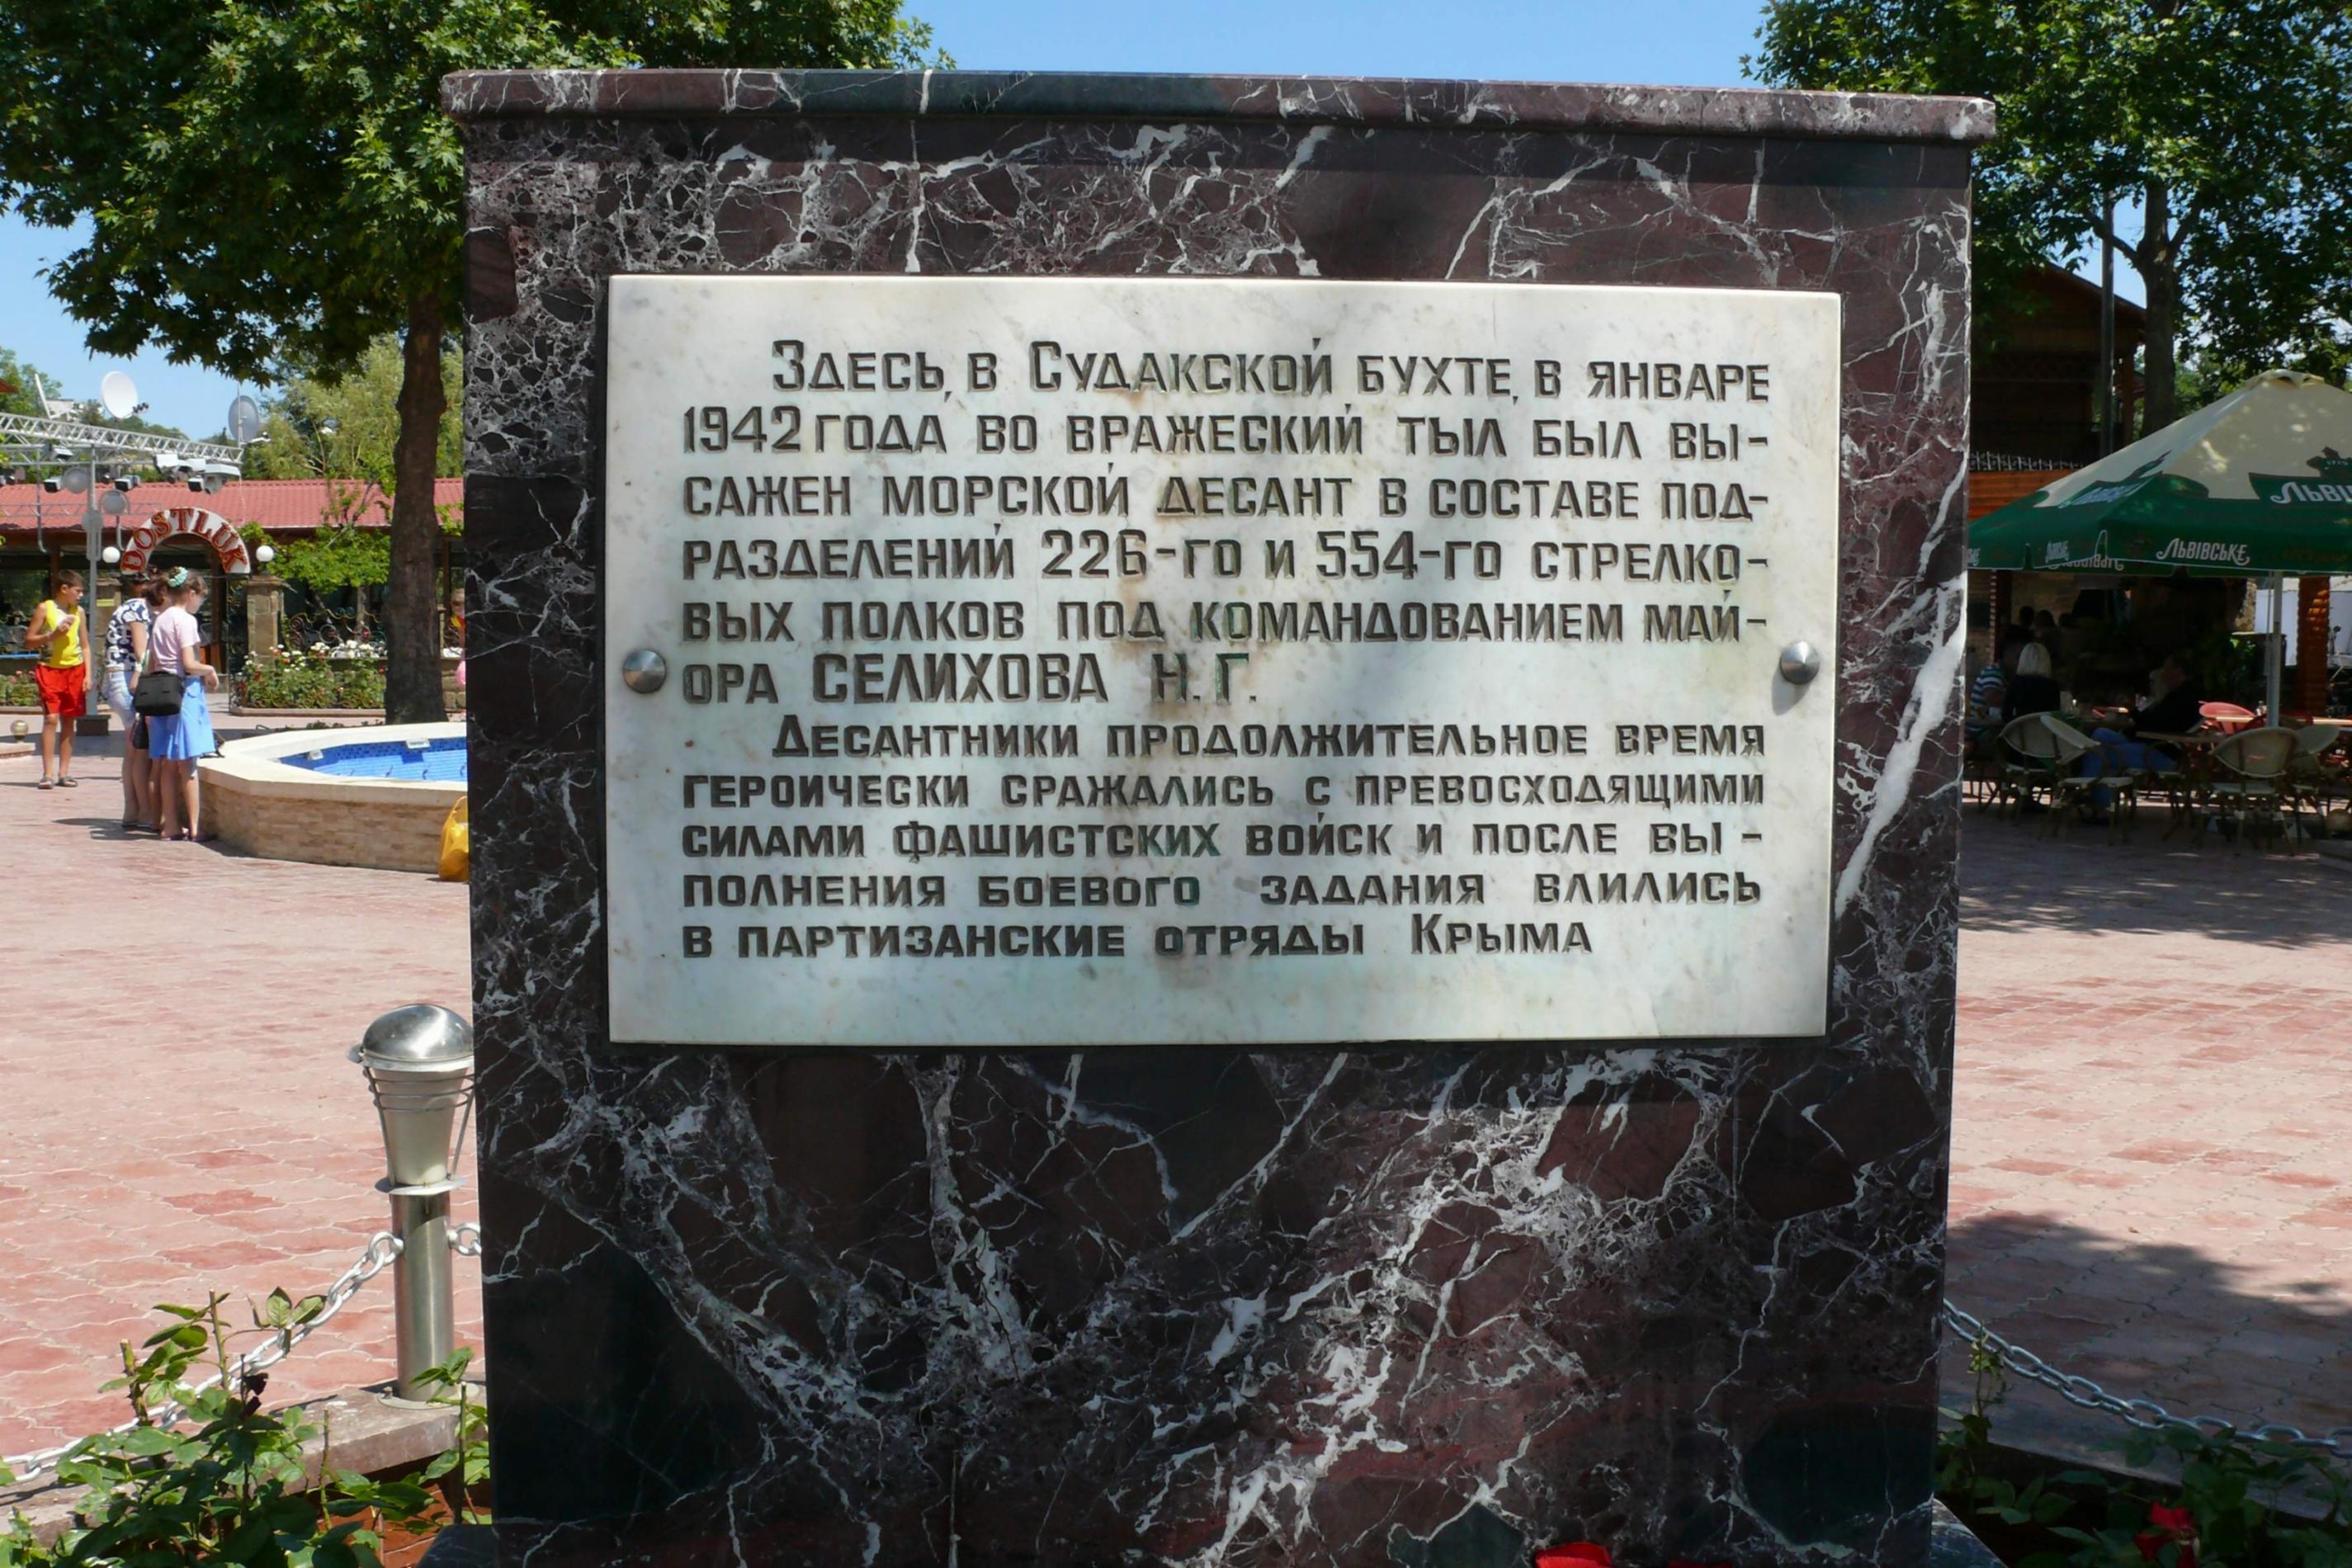 Здесь, в Судакской бухте, в январе
1942 года, во вражеский тыл был вы-
сажен морской десант в составе под-
разделений 226-го и 554-го стрелко-
вых полков под командованием май-
ора СЕЛИХОВА Н.Г.
Десантники продолжительное время
героически сражались с превосходящими
силами фашистских войск и после вы-
полнения боевого задания влились
в партизанские отряды Крыма
DOSTLUK
ЛЬВІВСЬКЕ